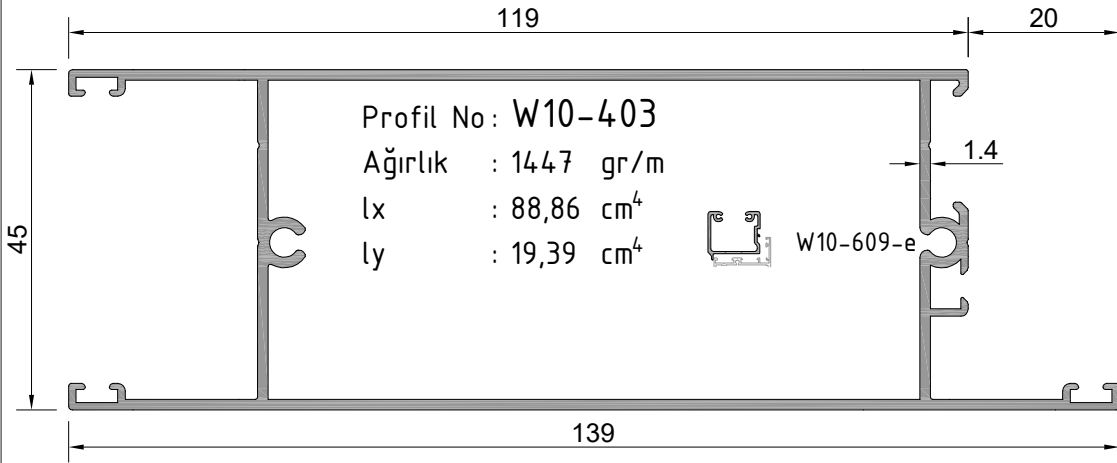 119
20
Profil No: W10-403
Ağırlık : 1447 gr/m
1.4
Ix : 88,86 cm⁴
45
Iy : 19,39 cm⁴
W10-609-e
139